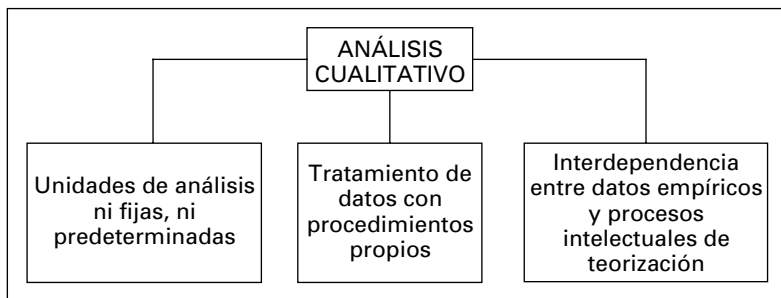 ANÁLISIS
CUALITATIVO
Unidades de análisis
ni fijas, ni
predeterminadas
Tratamiento de
datos con
procedimientos
propios
Interdependencia
entre datos empíricos
y procesos
intelectuales de
teorización